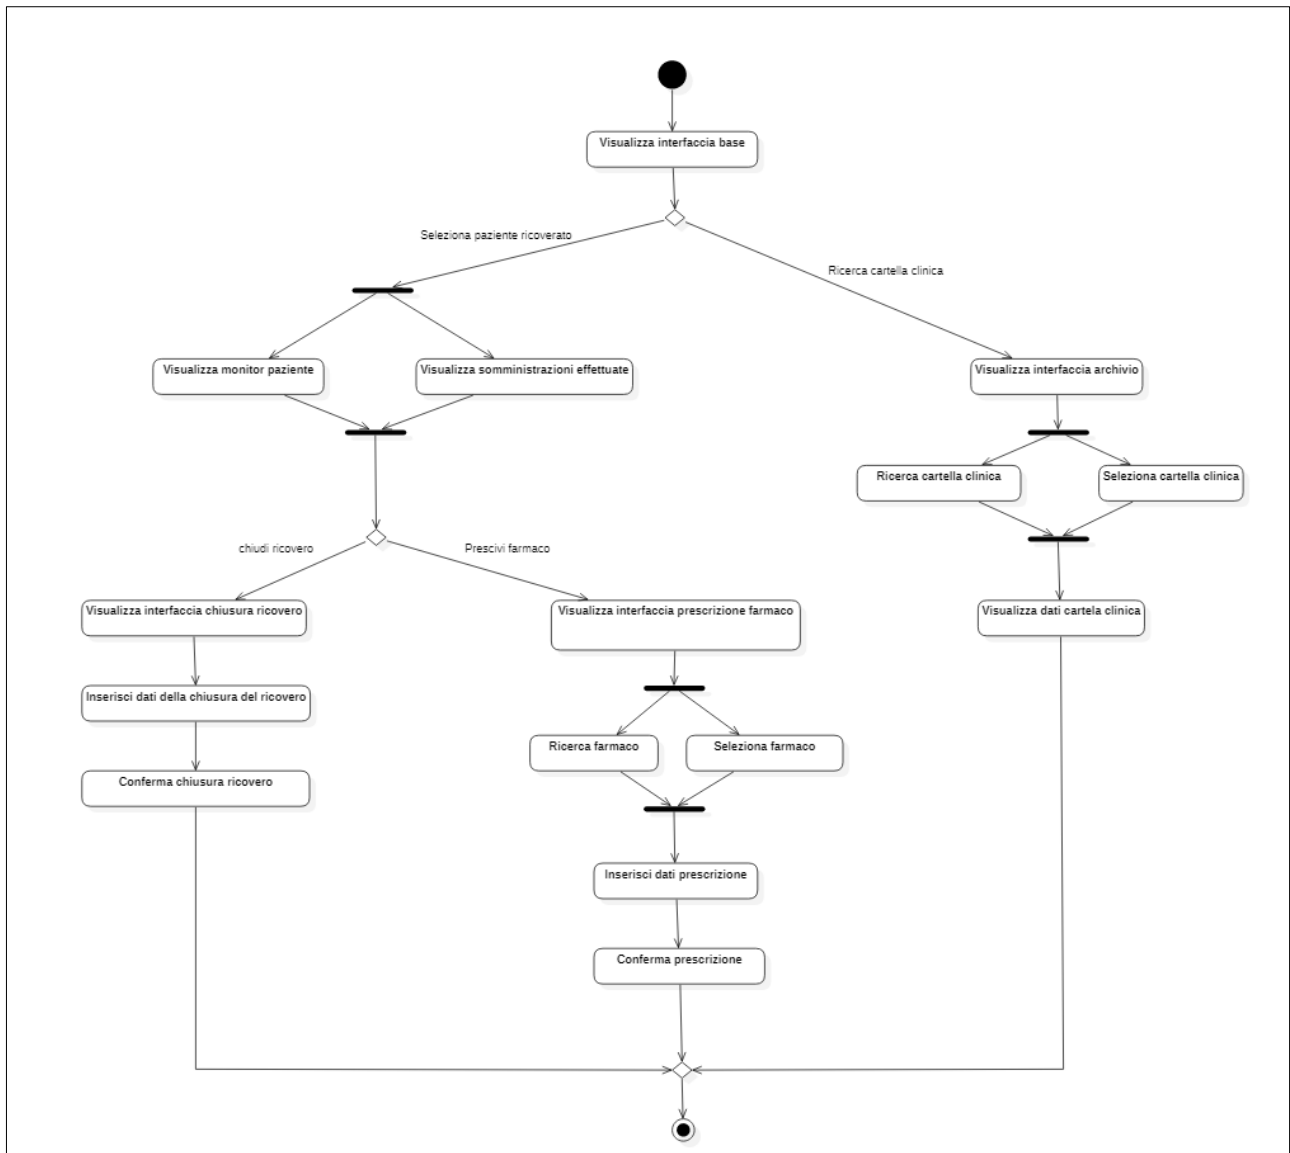 Visualizza interfaccia base
Seleziona paziente ricoverato
Ricerca cartella clinica
Visualizza monitor paziente
Visualizza somministrazioni effettuate
Visualizza interfaccia archivio
Ricerca cartella clinica
Seleziona cartella clinica
chiudi ricovero
Prescivi farmaco
Visualizza interfaccia chiusura ricovero
Visualizza interfaccia prescrizione farmaco
Visualizza dati cartela clinica
Inserisci dati della chiusura del ricovero
Ricerca farmaco
Seleziona farmaco
Conferma chiusura ricovero
Inserisci dati prescrizione
Conferma prescrizione